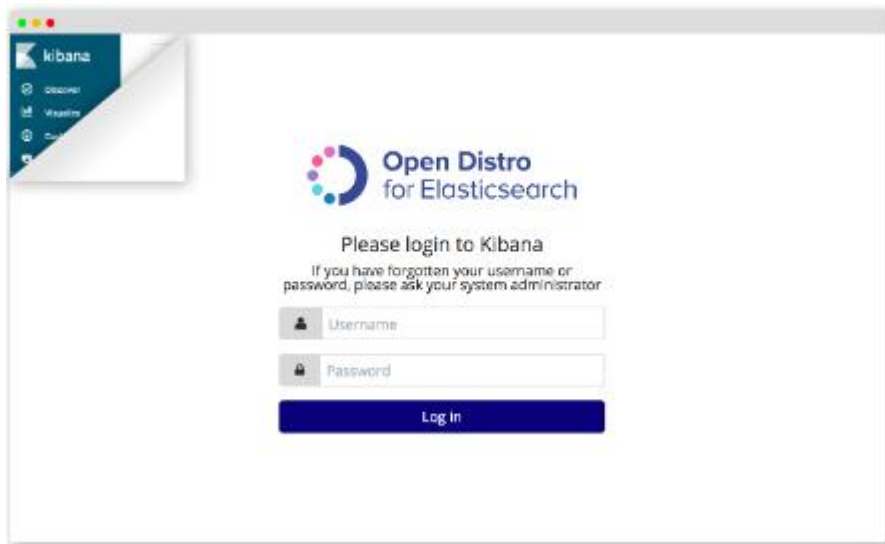 kibana
Discover
Visualize
Open Distro
for Elasticsearch
Please login to Kibana
If you have forgotten your username or
password, please ask your system administrator
Username
Password
Log in